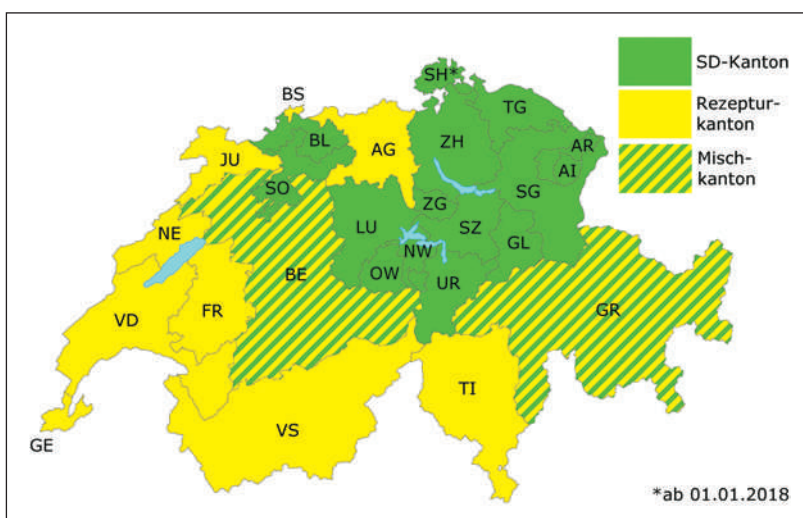 SH*
SD-Kanton
BS
TG
Rezeptur-
kanton
BL
ZH
AR
AG
JU
AI
Misch-
kanton
SO
SG
ZG
LU
SZ
NE
NW
GL
OW
BE
UR
FR
GR
VD
TI
VS
GE
*ab 01.01.2018